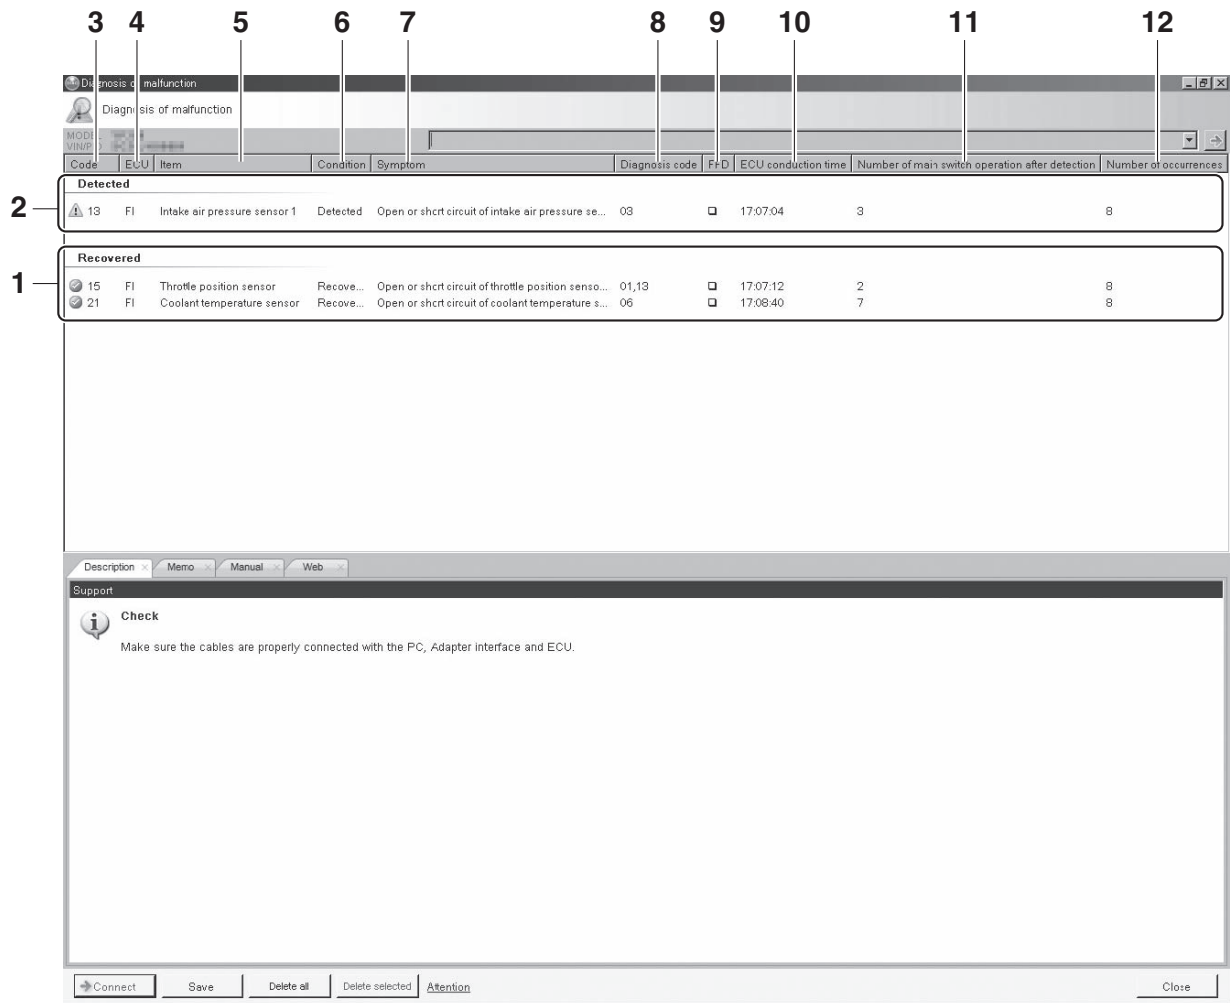 3 4 5 6 7 8 9 10 11 12
Diagnosis of malfunction
Diagnosis of malfunction
MODEL
VIN/PID
Code ECU Item Condition Symptom Diagnosis code FFD ECU conduction time Number of main switch operation after detection Number of occurrences
Detected
2
13 FI Intake air pressure sensor 1 Detected Open or short circuit of intake air pressure se... 03 17:07:04 3 8
Recovered
1
15 FI Throttle position sensor Recove... Open or short circuit of throttle position senso... 01,13 17:07:12 2 8
21 FI Coolant temperature sensor Recove... Open or short circuit of coolant temperature s... 06 17:08:40 7 8
Description Memo Manual Web
Support
Check
Make sure the cables are properly connected with the PC, Adapter interface and ECU.
Connect Save Delete all Delete selected Attention Close